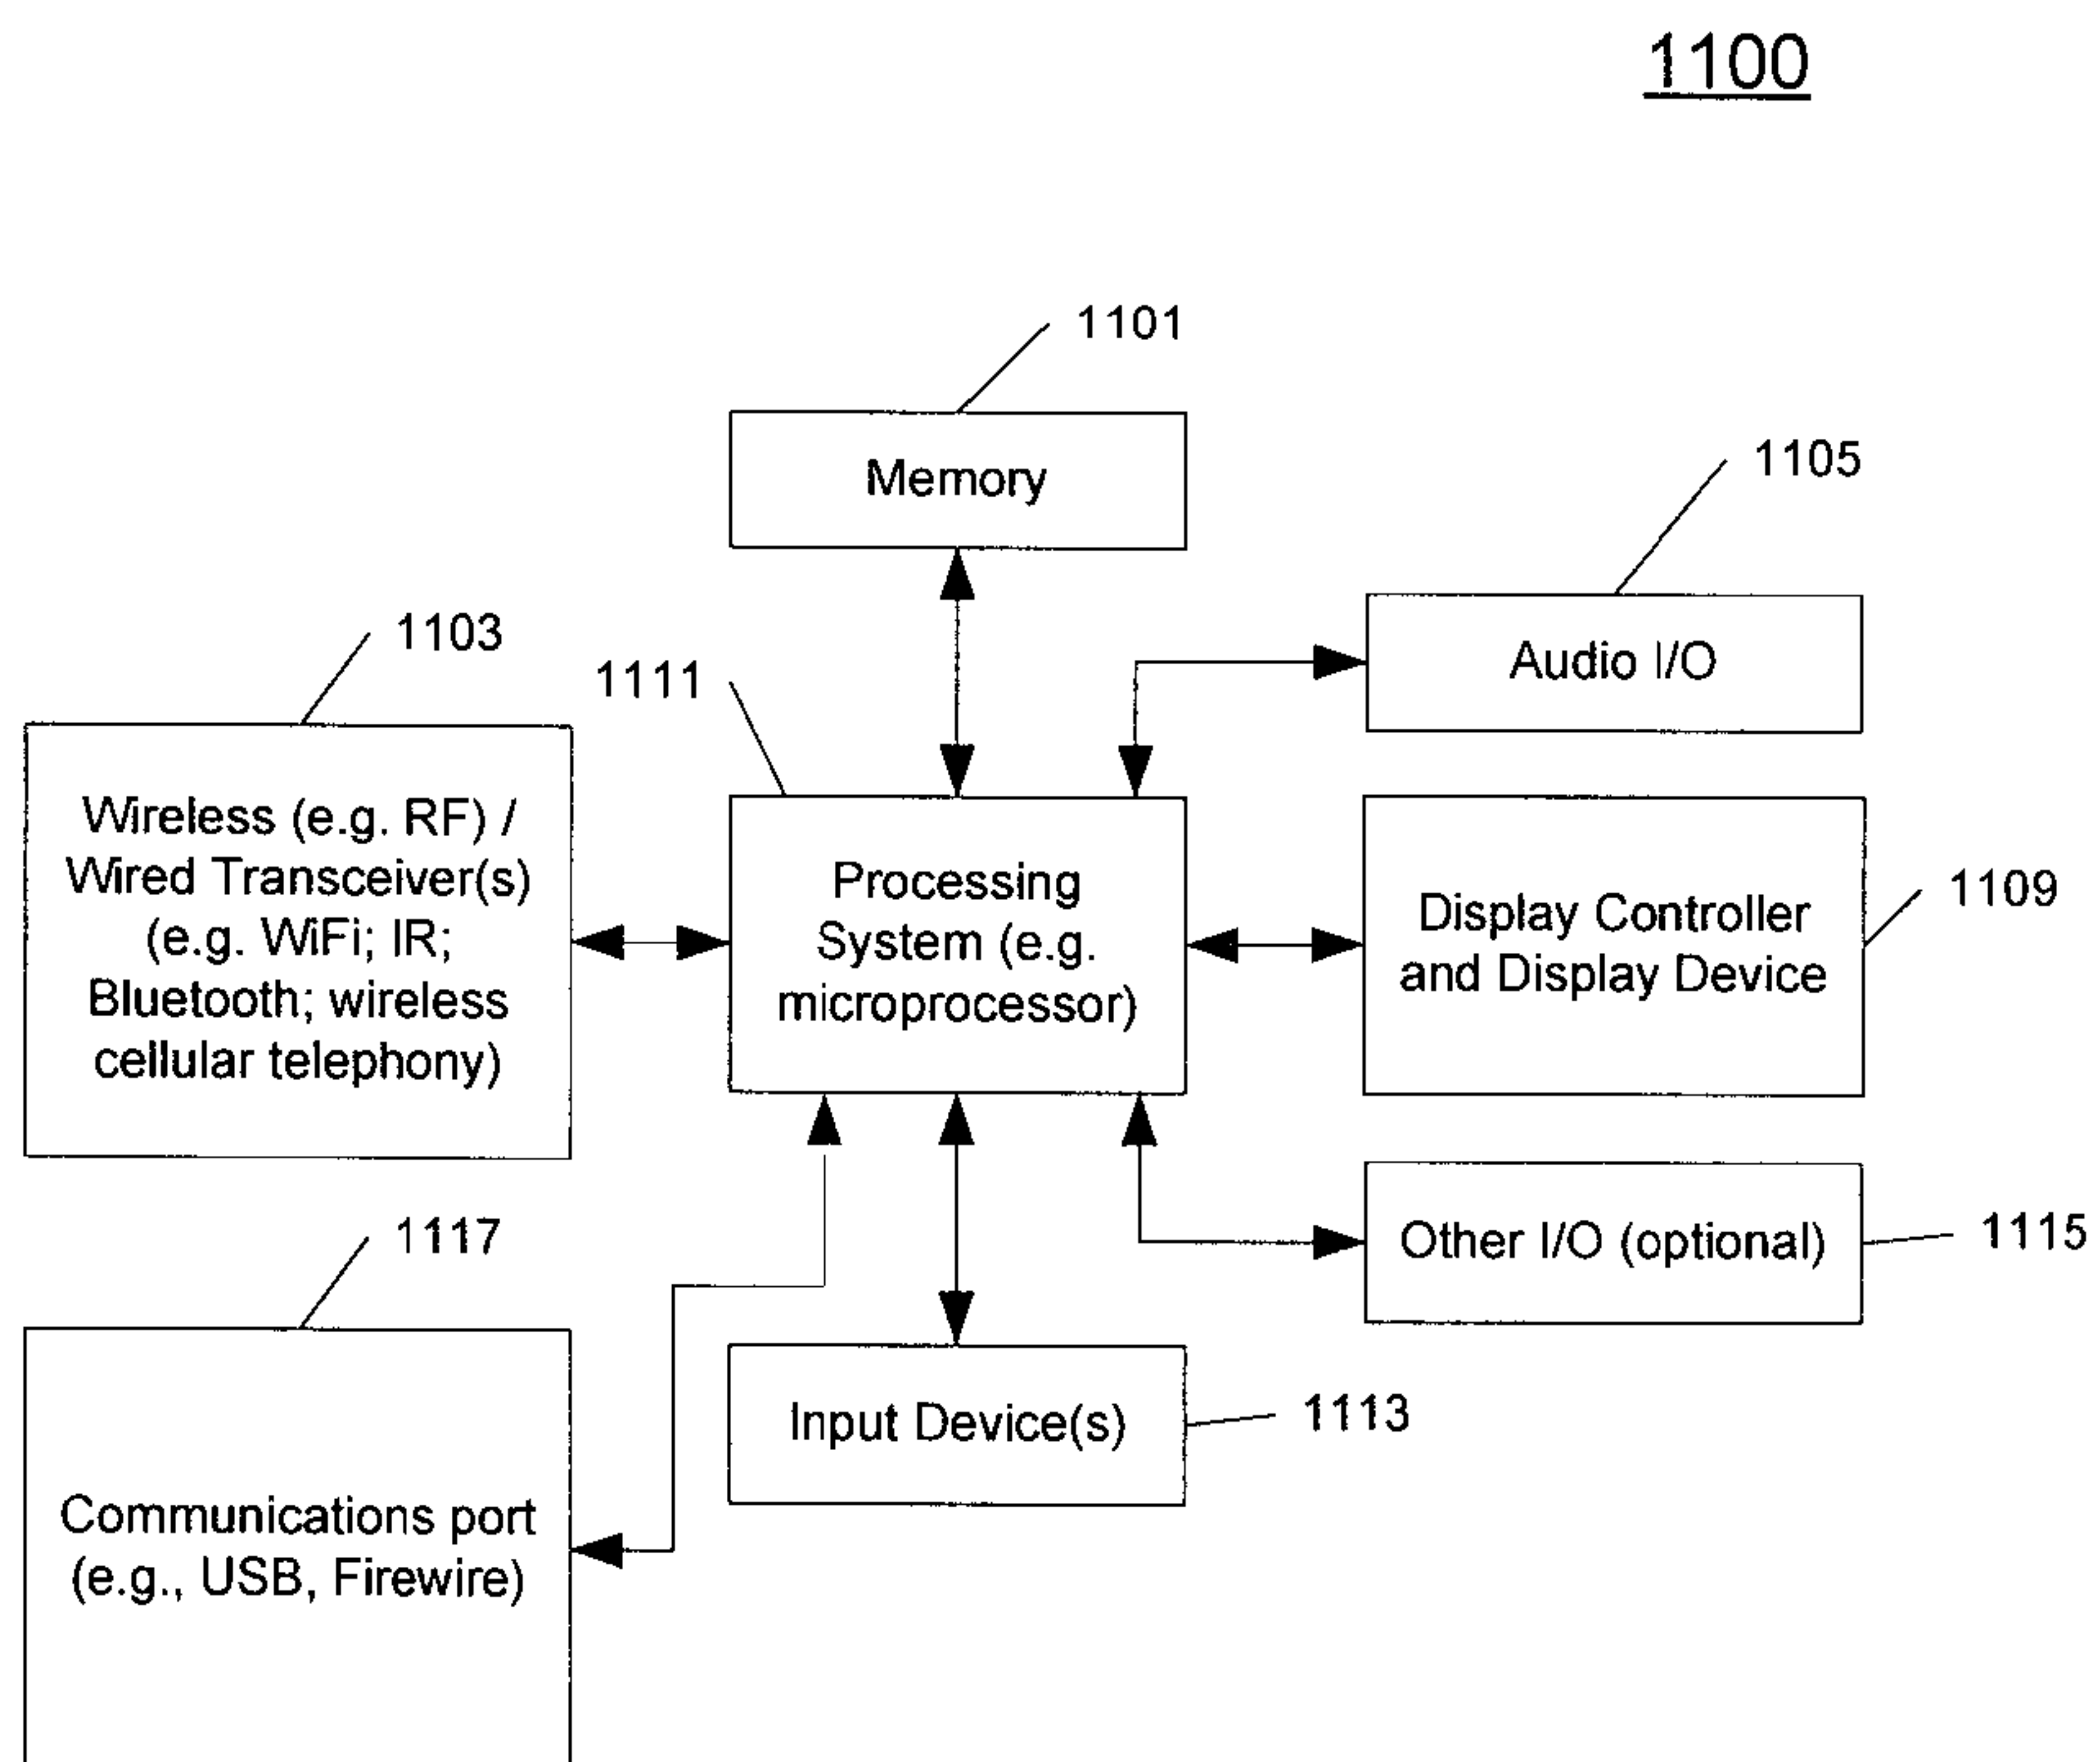 1100
1101
Memory
1105
Audio I/O
1103
1111
Wireless (e.g. RF) /
Wired Transceiver(s)
(e.g. WiFi; IR;
Bluetooth; wireless
cellular telephony)
Processing
System (e.g.
microprocessor)
Display Controller
and Display Device
1109
1117
Other I/O (optional)
1115
Input Device(s)
1113
Communications port
(e.g., USB, Firewire)